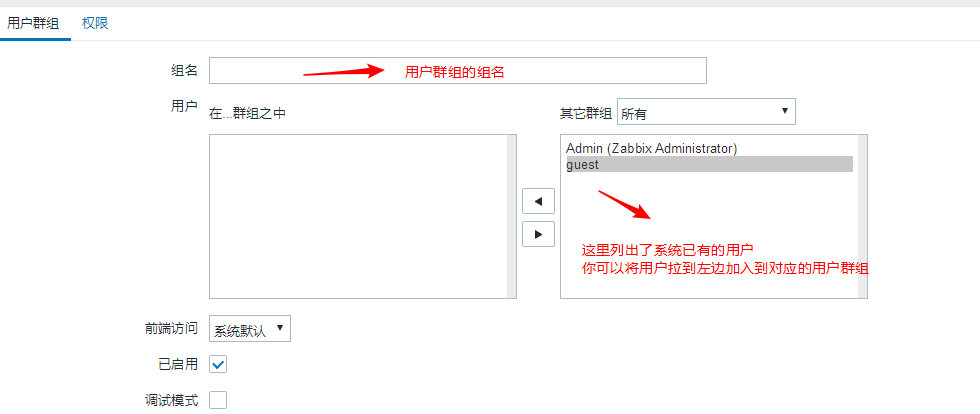 用户群组 权限
组名 用户群组的组名
用户 在...群组之中 其它群组 所有
Admin (Zabbix Administrator)
guest
这里列出了系统已有的用户
你可以将用户拉到左边加入到对应的用户群组
前端访问 系统默认
已启用
调试模式